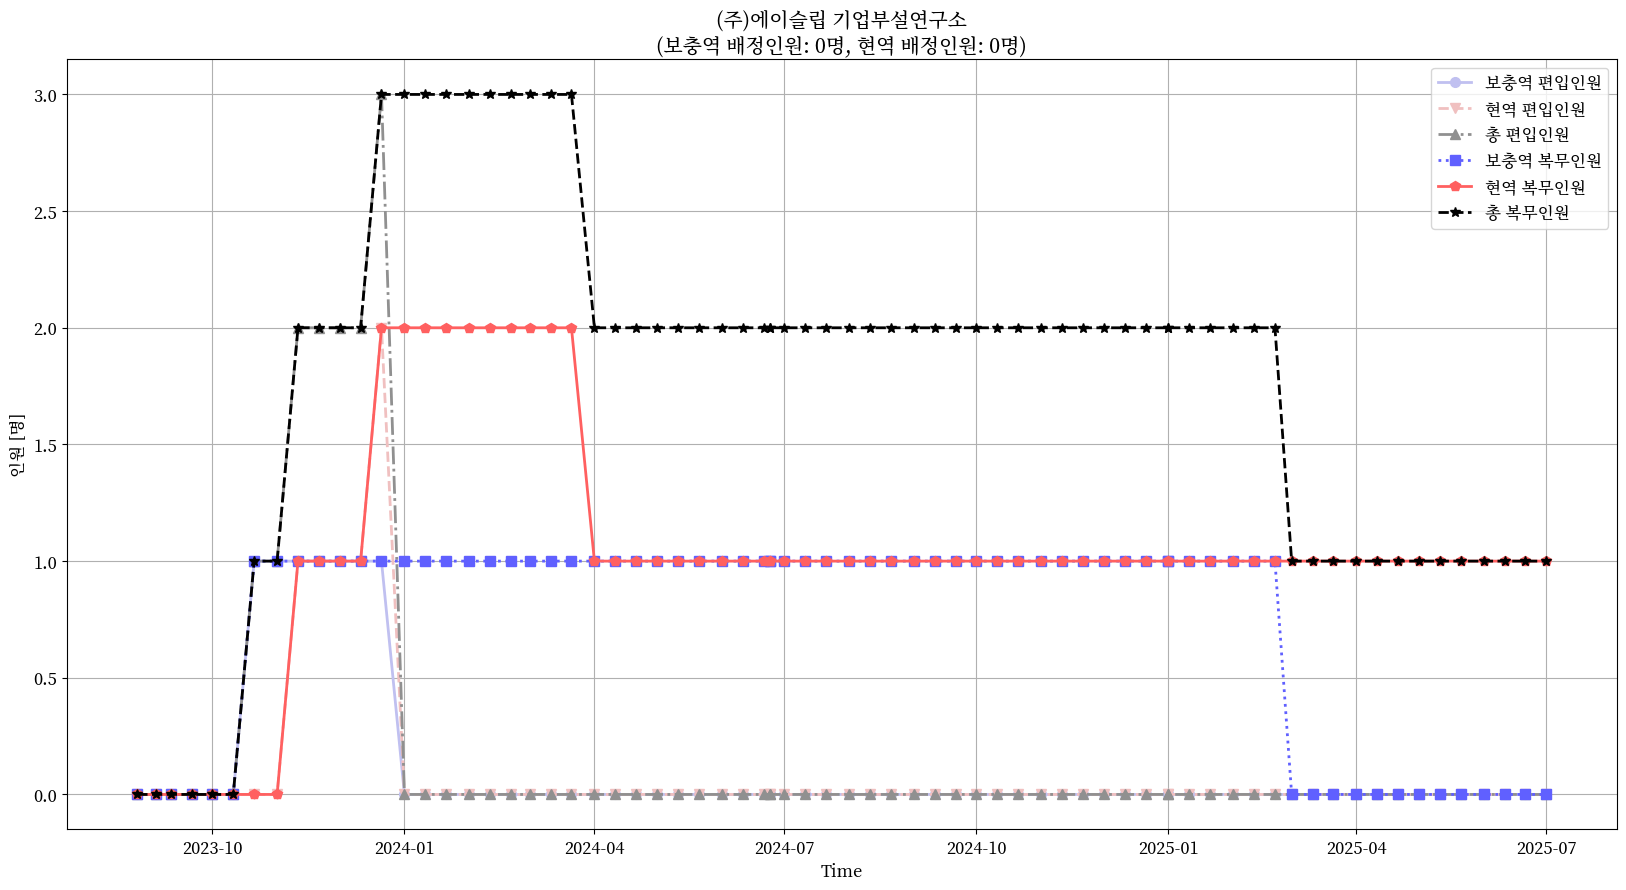 (주)에이슬립 기업부설연구소
(보충역 배정인원: 0명, 현역 배정인원: 0명)
보충역 편입인원
현역 편입인원
총 편입인원
보충역 복무인원
현역 복무인원
총 복무인원
3.0
2.5
2.0
1.5
1.0
0.5
0.0
인원 [명]
2023-10
2024-01
2024-04
2024-07
2024-10
2025-01
2025-04
2025-07
Time